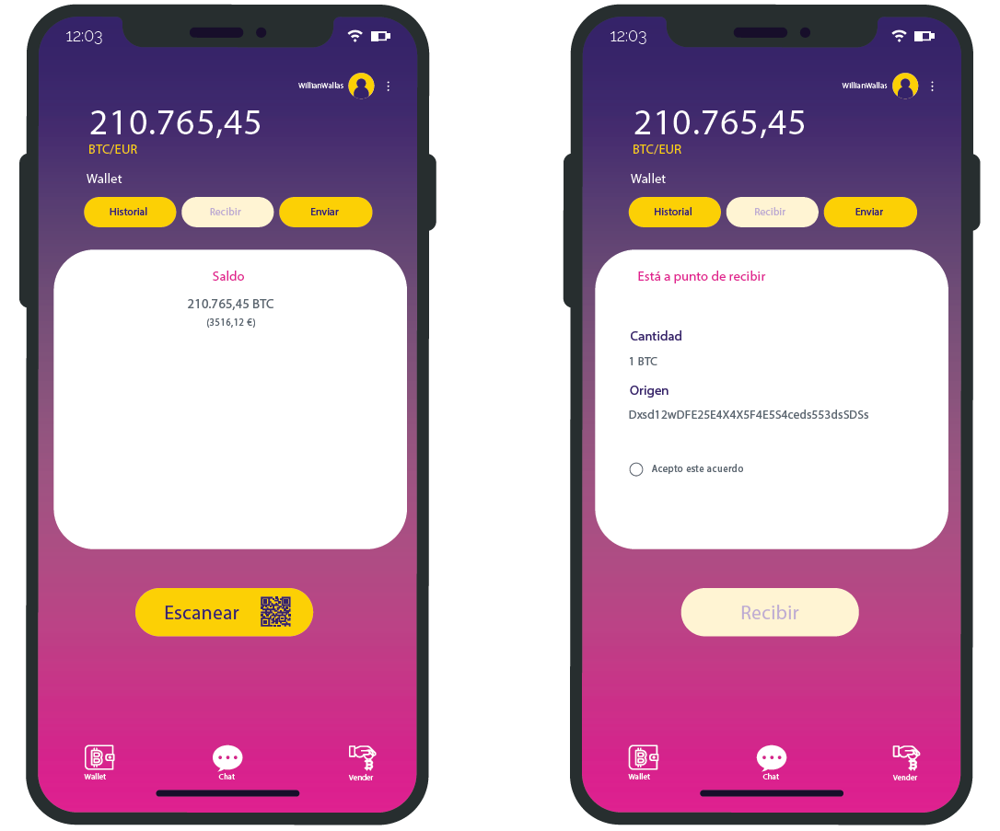 12:03
WillianWallas
210.765,45
BTC/EUR
Wallet
Historial Recibir Enviar
Saldo
210.765,45 BTC
(3516,12 €)
Escanear
Wallet Chat Vender
12:03
WillianWallas
210.765,45
BTC/EUR
Wallet
Historial Recibir Enviar
Está a punto de recibir
Cantidad
1 BTC
Origen
Dxsd12wDFE25E4X4X5F4E5S4ceds553dsSDSs
Acepto este acuerdo
Recibir
Wallet Chat Vender